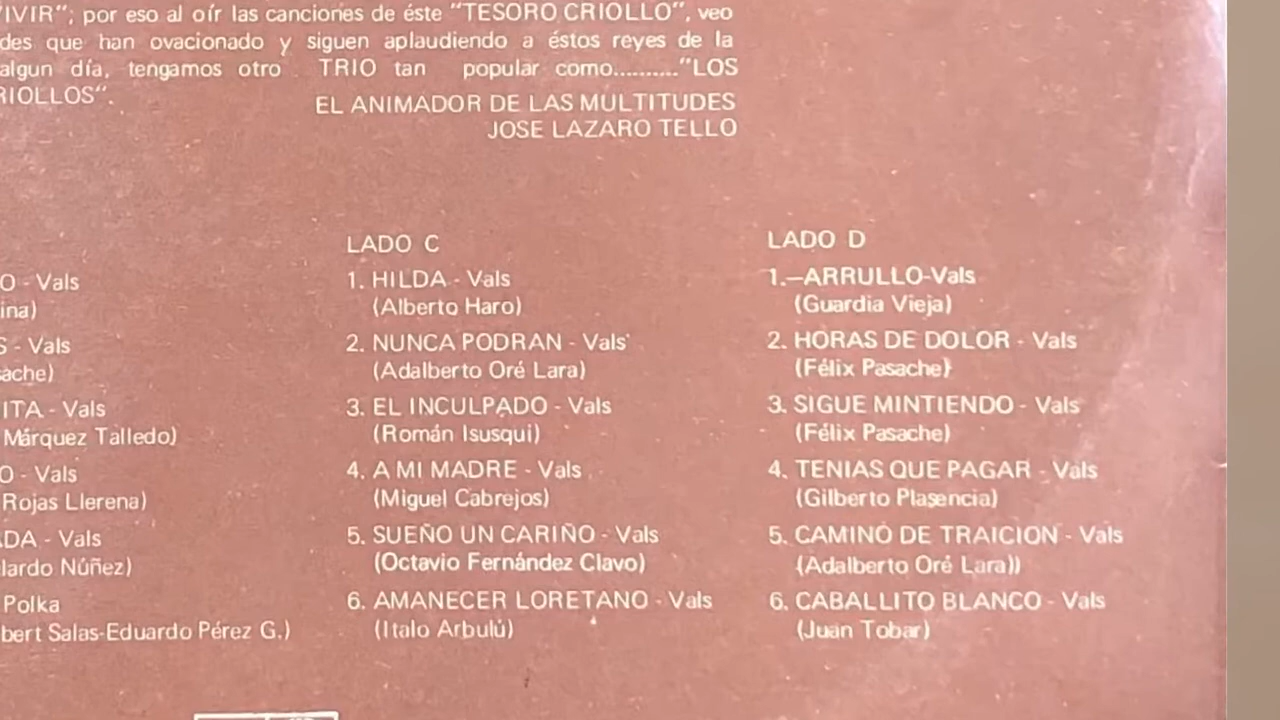 VIVIR"; por eso al oír las canciones de éste "TESORO CRIOLLO", veo
des que han ovacionado y siguen aplaudiendo a éstos reyes de la
algun día, tengamos otro TRIO tan popular como.........."LOS
RIOLLOS".
EL ANIMADOR DE LAS MULTITUDES
JOSE LAZARO TELLO
O - Vals
ina)
S - Vals
ache)
ITA - Vals
Márquez Talledo)
O - Vals
Rojas Llerena)
ADA - Vals
lardo Núñez)
Polka
bert Salas-Eduardo Pérez G.)
LADO C
1. HILDA - Vals
(Alberto Haro)
2. NUNCA PODRAN - Vals
(Adalberto Oré Lara)
3. EL INCULPADO - Vals
(Román Isusqui)
4. A MI MADRE - Vals
(Miguel Cabrejos)
5. SUEÑO UN CARIÑO - Vals
(Octavio Fernández Clavo)
6. AMANECER LORETANO - Vals
(Italo Arbulú)
LADO D
1.—ARRULLO-Vals
(Guardia Vieja)
2. HORAS DE DOLOR - Vals
(Félix Pasache)
3. SIGUE MINTIENDO - Vals
(Félix Pasache)
4. TENIAS QUE PAGAR - Vals
(Gilberto Plasencia)
5. CAMINO DE TRAICION - Vals
(Adalberto Oré Lara))
6. CABALLITO BLANCO - Vals
(Juan Tobar)